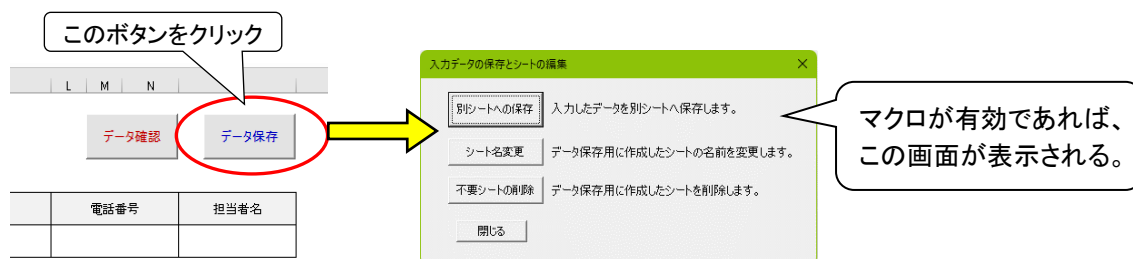 このボタンをクリック
L M N
データ確認
データ保存
電話番号
担当者名
入力データの保存とシートの編集
別シートへの保存 入力したデータを別シートへ保存します。
シート名変更 データ保存用に作成したシートの名前を変更します。
不要シートの削除 データ保存用に作成したシートを削除します。
閉じる
マクロが有効であれば、
この画面が表示される。